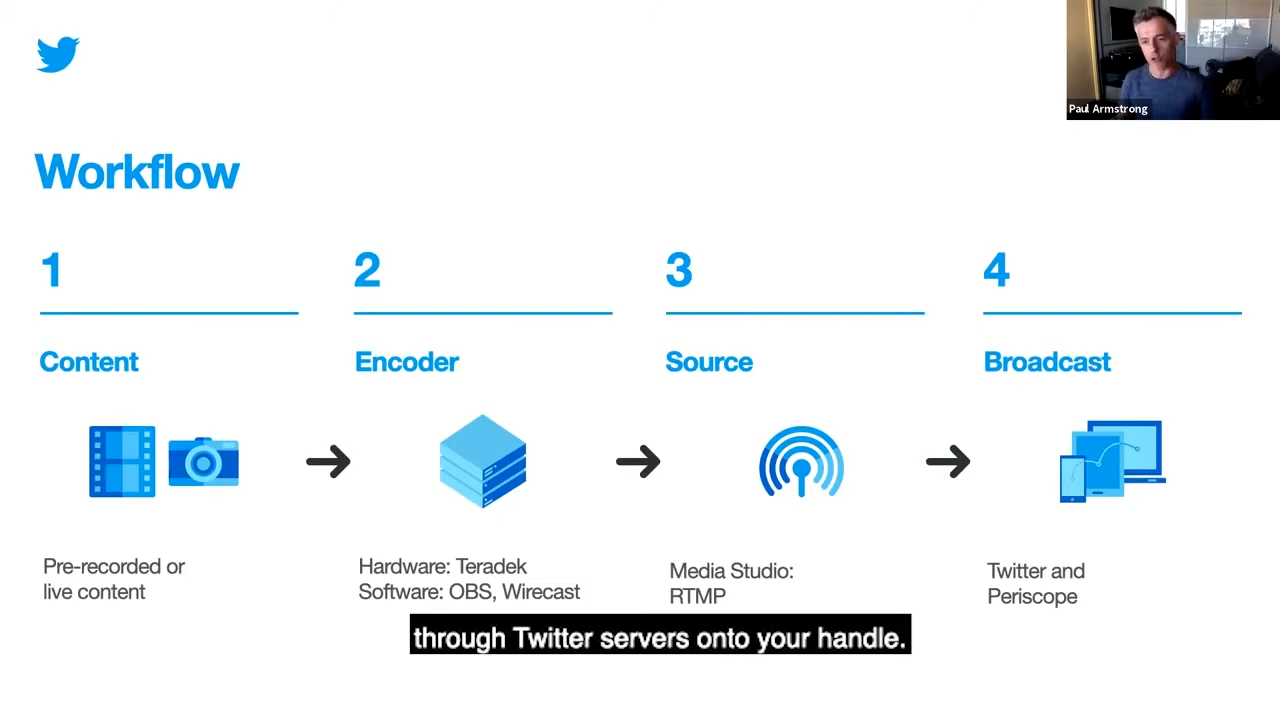 Paul Armstrong
Workflow
1
2
3
4
Content
Encoder
Source
Broadcast
Pre-recorded or
live content
Hardware: Teradek
Software: OBS, Wirecast
Media Studio:
RTMP
Twitter and
Periscope
through Twitter servers onto your handle.